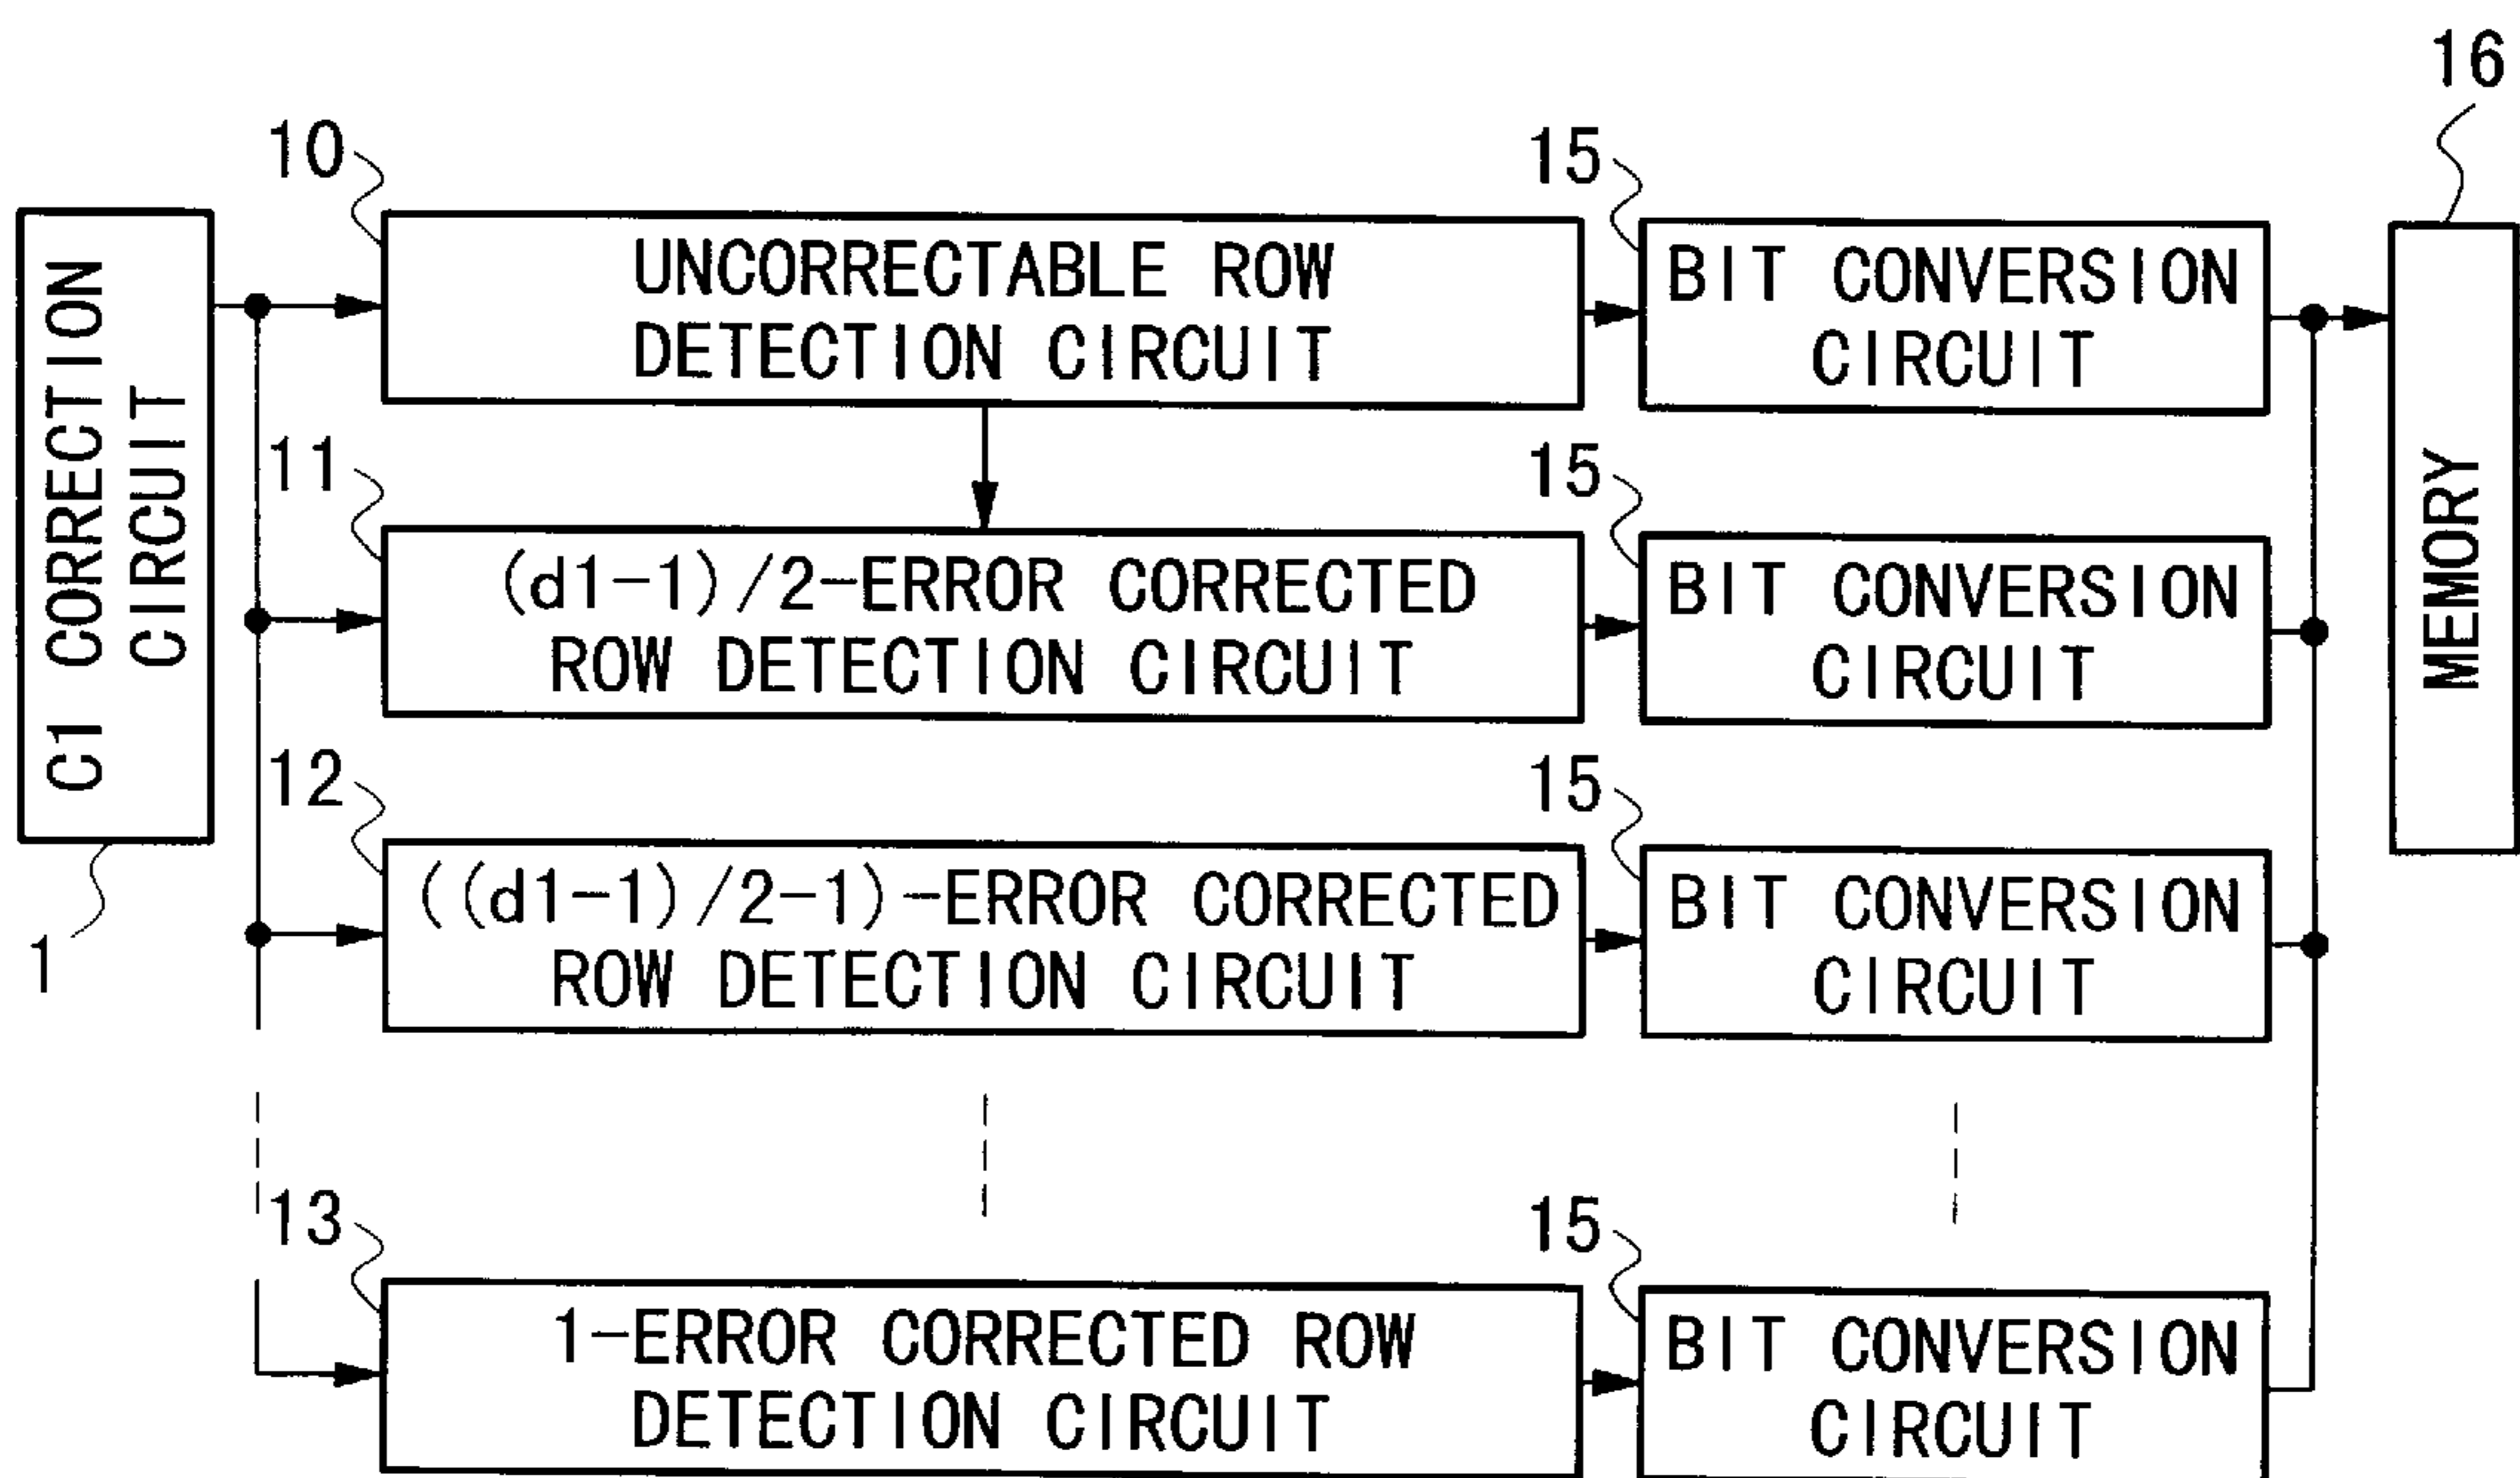 16
10
15
C1 CORRECTION
CIRCUIT
1
UNCORRECTABLE ROW
DETECTION CIRCUIT
BIT CONVERSION
CIRCUIT
MEMORY
11
15
(d1-1)/2-ERROR CORRECTED
ROW DETECTION CIRCUIT
BIT CONVERSION
CIRCUIT
12
15
((d1-1)/2-1)-ERROR CORRECTED
ROW DETECTION CIRCUIT
BIT CONVERSION
CIRCUIT
13
15
1-ERROR CORRECTED ROW
DETECTION CIRCUIT
BIT CONVERSION
CIRCUIT